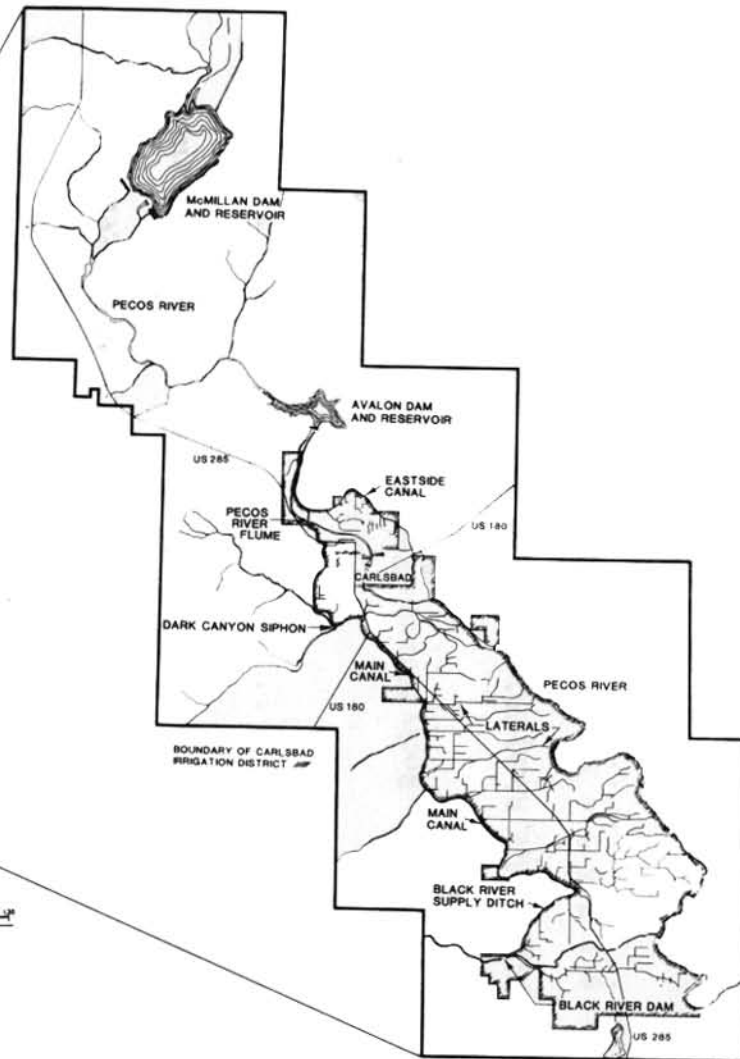 McMILLAN DAM
AND RESERVOIR
PECOS RIVER
AVALON DAM
AND RESERVOIR
US 285
EASTSIDE
CANAL
PECOS
RIVER
FLUME
US 180
CARLSBAD
DARK CANYON SIPHON
MAIN
CANAL
PECOS RIVER
US 180
LATERALS
BOUNDARY OF CARLSBAD
IRRIGATION DISTRICT
MAIN
CANAL
BLACK RIVER
SUPPLY DITCH
BLACK RIVER DAM
US 285